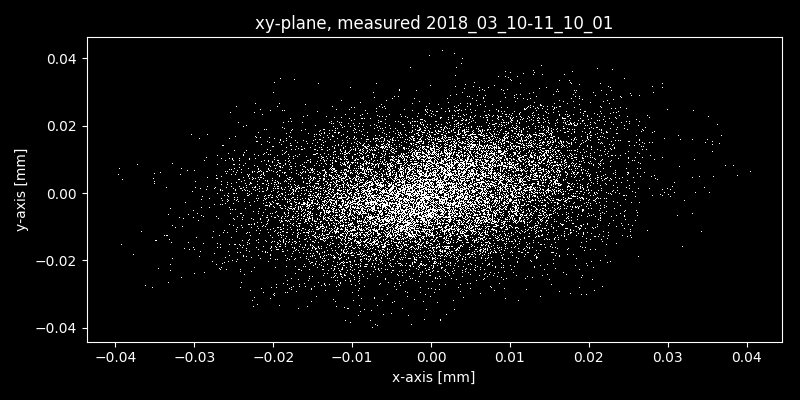 xy-plane, measured 2018_03_10-11_10_01
0.04
0.02
0.00
−0.02
−0.04
y-axis [mm]
−0.04 −0.03 −0.02 −0.01 0.00 0.01 0.02 0.03 0.04
x-axis [mm]